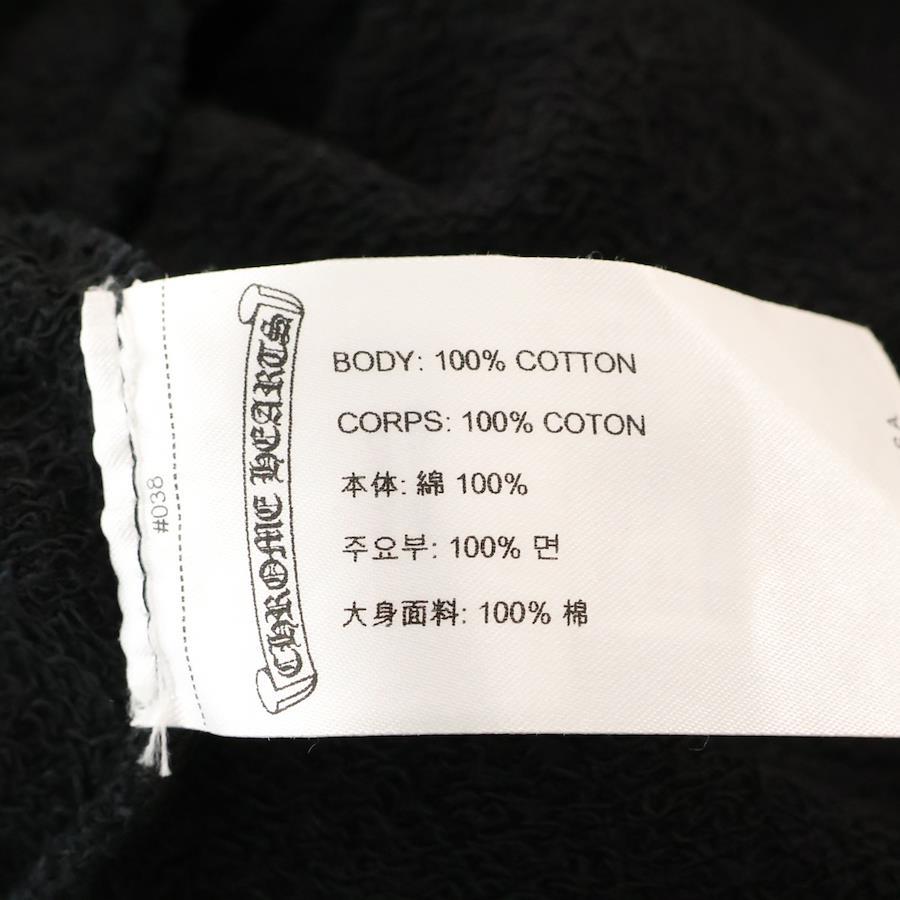 #038
CHROME HEARTS
BODY: 100% COTTON
CORPS: 100% COTON
本体: 綿 100%
주요부: 100% 면
大身面料: 100% 棉